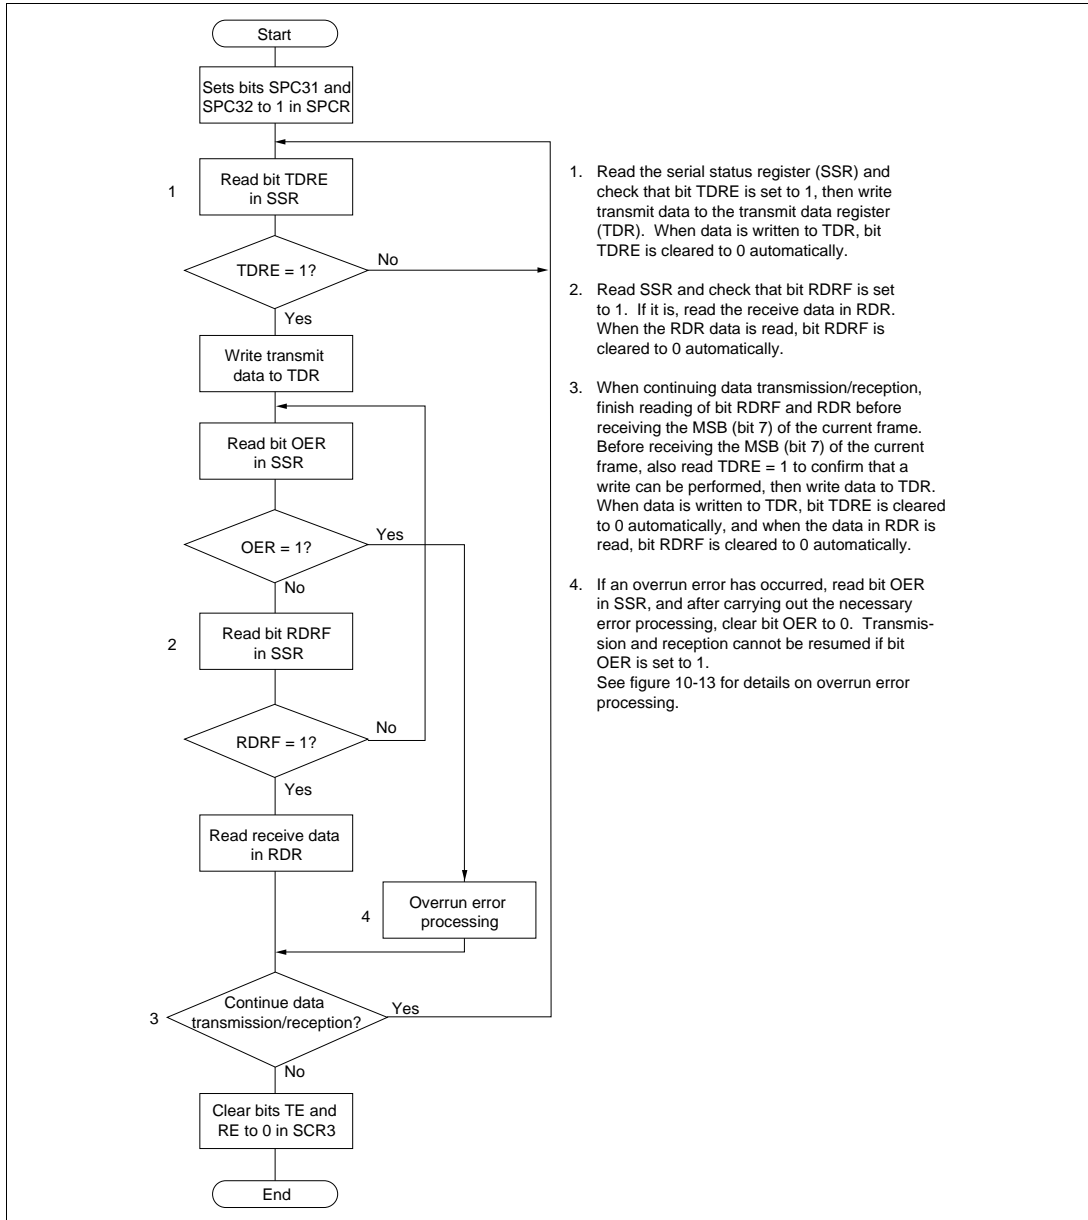 Start
Sets bits SPC31 and
SPC32 to 1 in SPCR
1
Read bit TDRE
in SSR
TDRE = 1?
No
Yes
Write transmit
data to TDR
Read bit OER
in SSR
OER = 1?
Yes
No
2
Read bit RDRF
in SSR
RDRF = 1?
No
Yes
Read receive data
in RDR
4
Overrun error
processing
3
Continue data
transmission/reception?
Yes
No
Clear bits TE and
RE to 0 in SCR3
End
1. Read the serial status register (SSR) and
check that bit TDRE is set to 1, then write
transmit data to the transmit data register
(TDR). When data is written to TDR, bit
TDRE is cleared to 0 automatically.
2. Read SSR and check that bit RDRF is set
to 1. If it is, read the receive data in RDR.
When the RDR data is read, bit RDRF is
cleared to 0 automatically.
3. When continuing data transmission/reception,
finish reading of bit RDRF and RDR before
receiving the MSB (bit 7) of the current frame.
Before receiving the MSB (bit 7) of the current
frame, also read TDRE = 1 to confirm that a
write can be performed, then write data to TDR.
When data is written to TDR, bit TDRE is cleared
to 0 automatically, and when the data in RDR is
read, bit RDRF is cleared to 0 automatically.
4. If an overrun error has occurred, read bit OER
in SSR, and after carrying out the necessary
error processing, clear bit OER to 0. Transmis-
sion and reception cannot be resumed if bit
OER is set to 1.
See figure 10-13 for details on overrun error
processing.